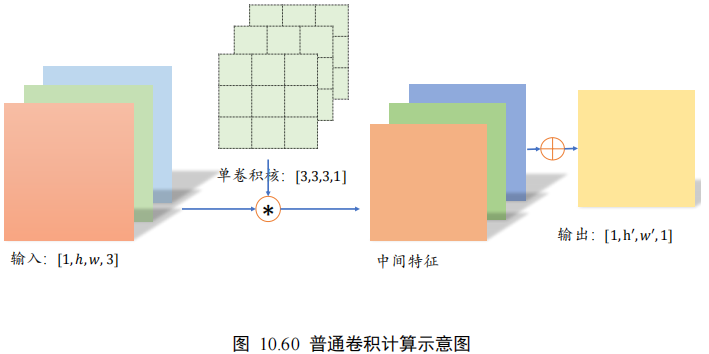 单卷积核：[3,3,3,1]
*
输入：[1, h, w, 3]
中间特征
输出：[1, h′, w′, 1]
图 10.60 普通卷积计算示意图